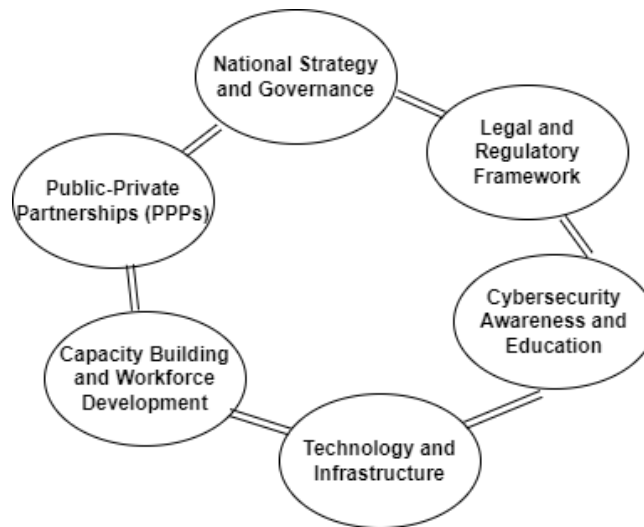 National Strategy
and Governance
Legal and
Regulatory
Framework
Public-Private
Partnerships (PPPs)
Cybersecurity
Awareness and
Education
Capacity Building
and Workforce
Development
Technology and
Infrastructure